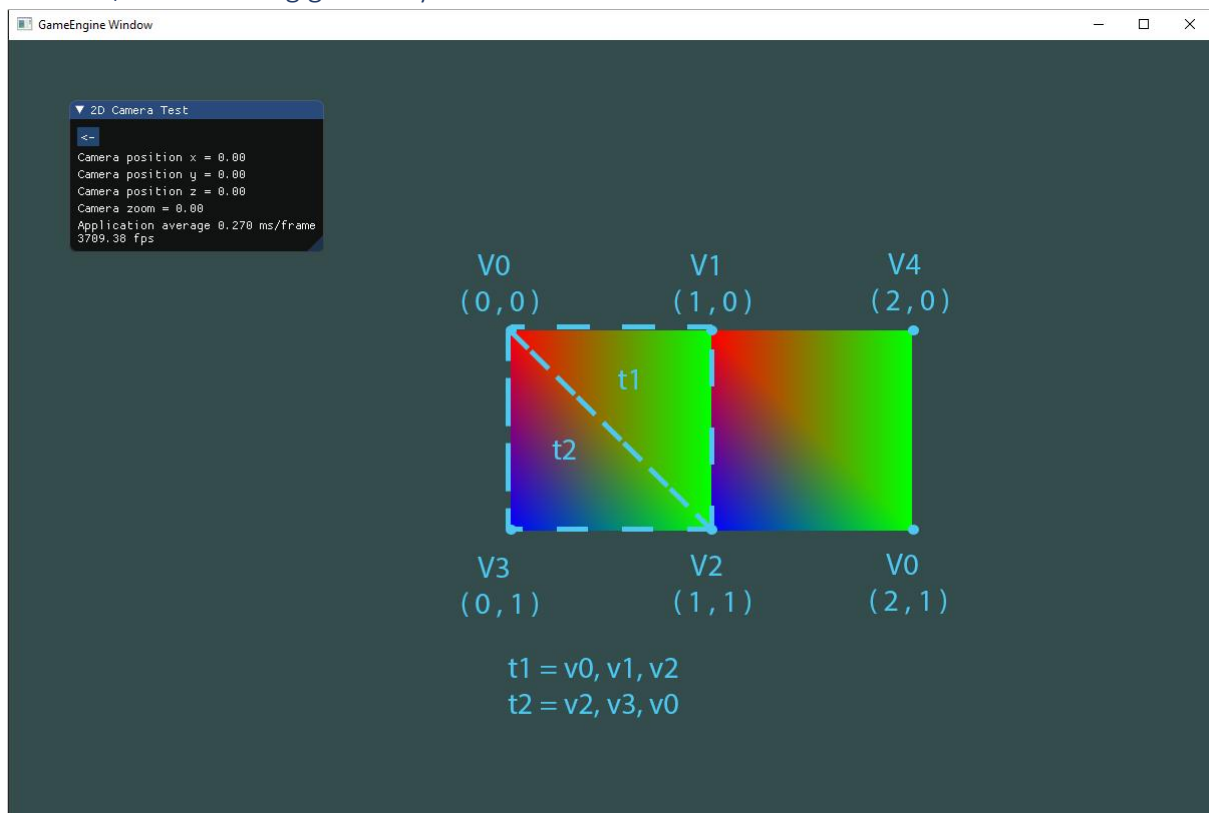 GameEngine Window
2D Camera Test
<-
Camera position x = 0.00
Camera position y = 0.00
Camera position z = 0.00
Camera zoom = 0.00
Application average 0.270 ms/frame
3709.38 fps
V0 V1 V4
(0,0) (1,0) (2,0)
t1
t2
V3 V2 V0
(0,1) (1,1) (2,1)
t1 = v0, v1, v2
t2 = v2, v3, v0